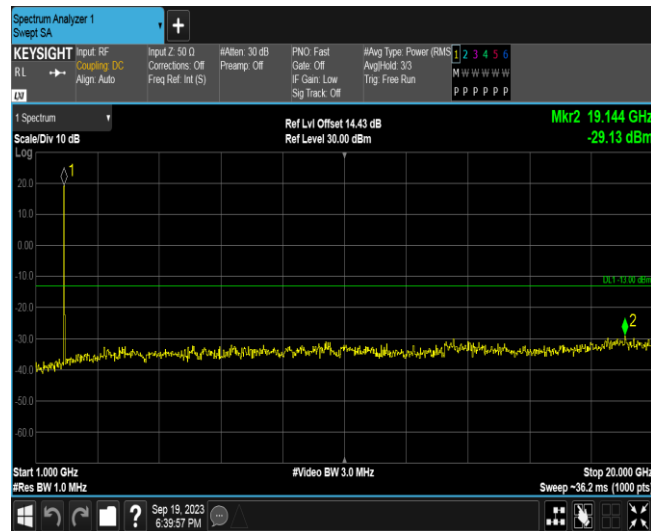 Spectrum Analyzer 1
Swept SA
+
KEYSIGHT
RL
LXI
Input: RF
Coupling: DC
Align: Auto
Input Z: 50 Ω
Corrections: Off
Freq Ref: Int (S)
#Atten: 30 dB
Preamp: Off
PNO: Fast
Gate: Off
IF Gain: Low
Sig Track: Off
#Avg Type: Power (RMS
Avg|Hold: 3/3
Trig: Free Run
1 2 3 4 5 6
M W W W W W
P P P P P P
1 Spectrum
Scale/Div 10 dB
Log
Ref Lvl Offset 14.43 dB
Ref Level 30.00 dBm
Mkr2 19.144 GHz
-29.13 dBm
1
20.0
10.0
0.00
-10.0
DL1 -13.00 dBm
-20.0
2
-30.0
-40.0
-50.0
-60.0
Start 1.000 GHz
#Video BW 3.0 MHz
Stop 20.000 GHz
#Res BW 1.0 MHz
Sweep ~36.2 ms (1000 pts)
?
Sep 19, 2023
6:39:57 PM